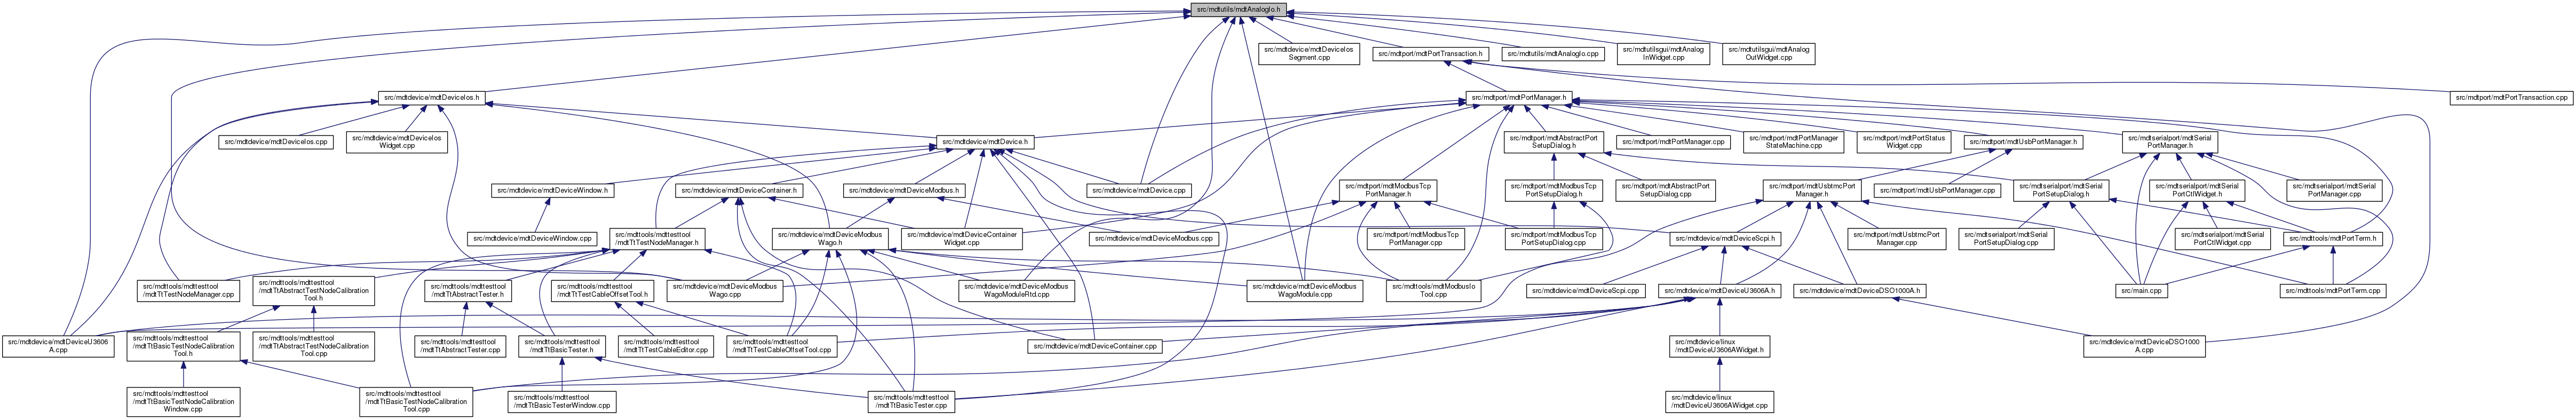 src/mdtutils/mdtAnalogIo.h
src/mdtdevice/mdtDeviceIos
Segment.cpp
src/mdtport/mdtPortTransaction.h
src/mdtutils/mdtAnalogIo.cpp
src/mdtutilsgui/mdtAnalog
InWidget.cpp
src/mdtutilsgui/mdtAnalog
OutWidget.cpp
src/mdtdevice/mdtDeviceIos.h
src/mdtport/mdtPortManager.h
src/mdtport/mdtPortTransaction.cpp
src/mdtdevice/mdtDeviceIos.cpp
src/mdtdevice/mdtDeviceIos
Widget.cpp
src/mdtdevice/mdtDevice.h
src/mdtport/mdtAbstractPort
SetupDialog.h
src/mdtport/mdtPortManager.cpp
src/mdtport/mdtPortManager
StateMachine.cpp
src/mdtport/mdtPortStatus
Widget.cpp
src/mdtport/mdtUsbPortManager.h
src/mdtserialport/mdtSerial
PortManager.h
src/mdtdevice/mdtDeviceWindow.h
src/mdtdevice/mdtDeviceContainer.h
src/mdtdevice/mdtDeviceModbus.h
src/mdtdevice/mdtDevice.cpp
src/mdtport/mdtModbusTcp
PortManager.h
src/mdtport/mdtModbusTcp
PortSetupDialog.h
src/mdtport/mdtAbstractPort
SetupDialog.cpp
src/mdtport/mdtUsbtmcPort
Manager.h
src/mdtport/mdtUsbPortManager.cpp
src/mdtserialport/mdtSerial
PortSetupDialog.h
src/mdtserialport/mdtSerial
PortCtlWidget.h
src/mdtserialport/mdtSerial
PortManager.cpp
src/mdtdevice/mdtDeviceWindow.cpp
src/mdttools/mdttesttool
/mdtTtTestNodeManager.h
src/mdtdevice/mdtDeviceModbus
Wago.h
src/mdtdevice/mdtDeviceContainer
Widget.cpp
src/mdtdevice/mdtDeviceModbus.cpp
src/mdtport/mdtModbusTcp
PortManager.cpp
src/mdtport/mdtModbusTcp
PortSetupDialog.cpp
src/mdtdevice/mdtDeviceScpi.h
src/mdtport/mdtUsbtmcPort
Manager.cpp
src/mdtserialport/mdtSerial
PortSetupDialog.cpp
src/mdtserialport/mdtSerial
PortCtlWidget.cpp
src/mdttools/mdtPortTerm.h
src/mdttools/mdttesttool
/mdtTtTestNodeManager.cpp
src/mdttools/mdttesttool
/mdtTtAbstractTestNodeCalibration
Tool.h
src/mdttools/mdttesttool
/mdtTtAbstractTester.h
src/mdttools/mdttesttool
/mdtTtTestCableOffsetTool.h
src/mdtdevice/mdtDeviceModbus
Wago.cpp
src/mdtdevice/mdtDeviceModbus
WagoModuleRtd.cpp
src/mdtdevice/mdtDeviceModbus
WagoModule.cpp
src/mdttools/mdtModbusIo
Tool.cpp
src/mdtdevice/mdtDeviceScpi.cpp
src/mdtdevice/mdtDeviceU3606A.h
src/mdtdevice/mdtDeviceDSO1000A.h
src/main.cpp
src/mdttools/mdtPortTerm.cpp
src/mdtdevice/mdtDeviceU3606
A.cpp
src/mdttools/mdttesttool
/mdtTtBasicTestNodeCalibration
Tool.h
src/mdttools/mdttesttool
/mdtTtAbstractTestNodeCalibration
Tool.cpp
src/mdttools/mdttesttool
/mdtTtAbstractTester.cpp
src/mdttools/mdttesttool
/mdtTtBasicTester.h
src/mdttools/mdttesttool
/mdtTtTestCableEditor.cpp
src/mdttools/mdttesttool
/mdtTtTestCableOffsetTool.cpp
src/mdtdevice/mdtDeviceContainer.cpp
src/mdtdevice/linux
/mdtDeviceU3606AWidget.h
src/mdtdevice/mdtDeviceDSO1000
A.cpp
src/mdttools/mdttesttool
/mdtTtBasicTestNodeCalibration
Window.cpp
src/mdttools/mdttesttool
/mdtTtBasicTestNodeCalibration
Tool.cpp
src/mdttools/mdttesttool
/mdtTtBasicTesterWindow.cpp
src/mdttools/mdttesttool
/mdtTtBasicTester.cpp
src/mdtdevice/linux
/mdtDeviceU3606AWidget.cpp